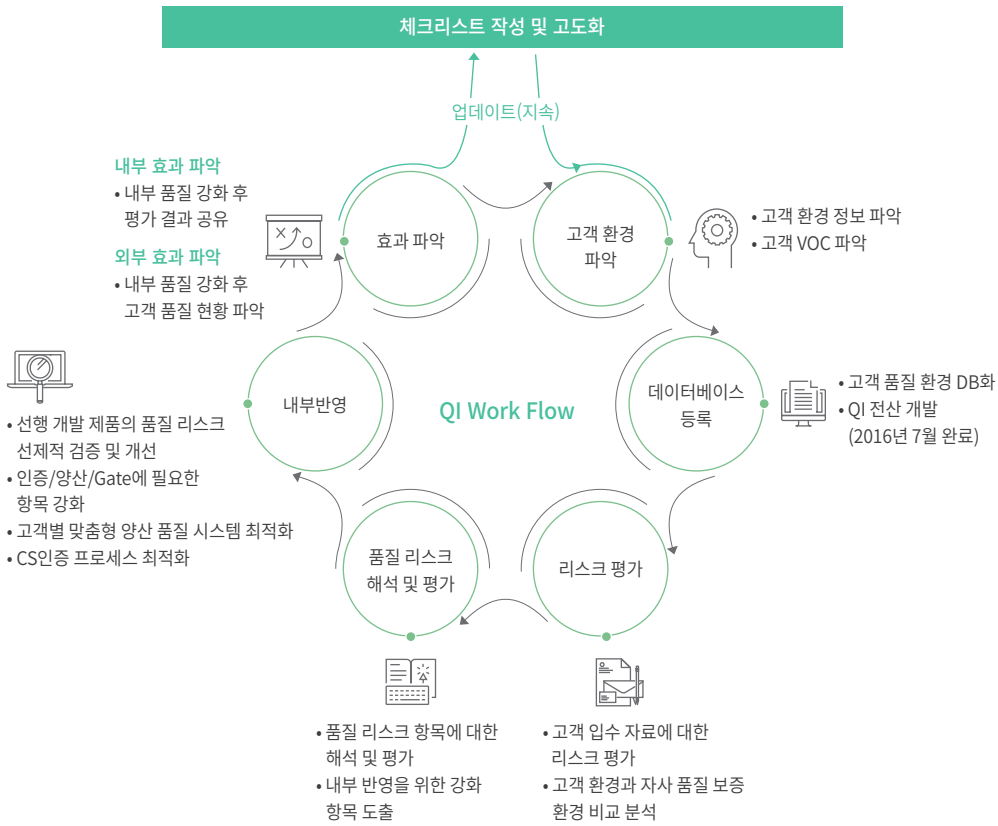 체크리스트 작성 및 고도화
업데이트(지속)
내부 효과 파악
• 내부 품질 강화 후
평가 결과 공유
외부 효과 파악
• 내부 품질 강화 후
고객 품질 현황 파악
효과 파악
고객 환경
파악
• 고객 환경 정보 파악
• 고객 VOC 파악
내부반영
QI Work Flow
데이터베이스
등록
• 고객 품질 환경 DB화
• QI 전산 개발
(2016년 7월 완료)
• 선행 개발 제품의 품질 리스크
선제적 검증 및 개선
• 인증/양산/Gate에 필요한
항목 강화
• 고객별 맞춤형 양산 품질 시스템 최적화
• CS인증 프로세스 최적화
품질 리스크
해석 및 평가
리스크 평가
• 품질 리스크 항목에 대한
해석 및 평가
• 내부 반영을 위한 강화
항목 도출
• 고객 입수 자료에 대한
리스크 평가
• 고객 환경과 자사 품질 보증
환경 비교 분석